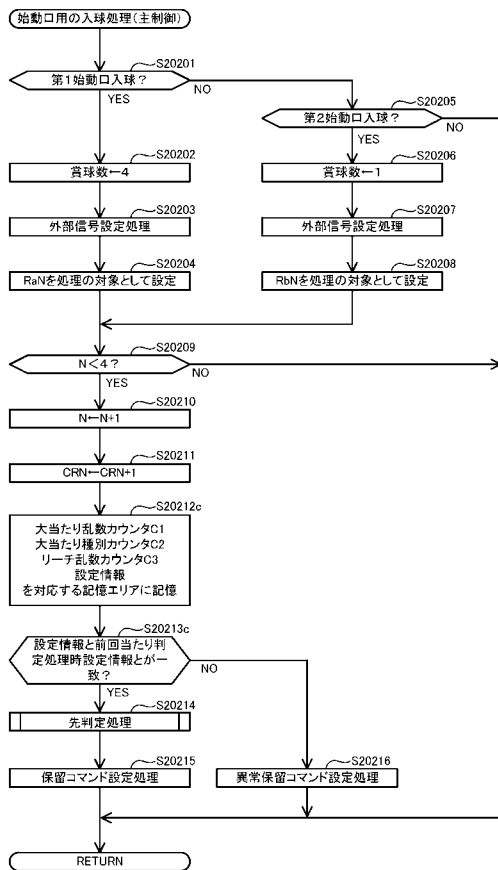 始動口用の入球処理(主制御)
S20201
第1始動口入球?
NO
YES
S20205
第2始動口入球?
NO
YES
S20202
賞球数←4
S20206
賞球数←1
S20203
外部信号設定処理
S20207
外部信号設定処理
S20204
RaNを処理の対象として設定
S20208
RbNを処理の対象として設定
S20209
N<4?
NO
YES
S20210
N←N+1
S20211
CRN←CRN+1
S20212c
大当たり乱数カウンタC1
大当たり種別カウンタC2
リーチ乱数カウンタC3
設定情報
を対応する記憶エリアに記憶
S20213c
設定情報と前回当たり判
定処理時設定情報とが一
致?
NO
YES
S20214
先判定処理
S20215
保留コマンド設定処理
S20216
異常保留コマンド設定処理
RETURN